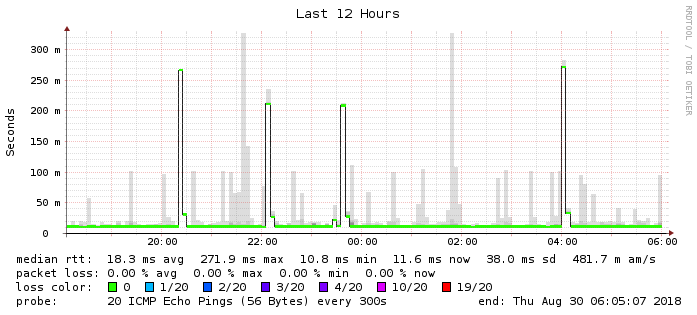 Last 12 Hours
RRDTOOL / TOBI OETIKER
Seconds
300 m
250 m
200 m
150 m
100 m
50 m
0
20:00 22:00 00:00 02:00 04:00 06:00
median rtt: 18.3 ms avg 271.9 ms max 10.8 ms min 11.6 ms now 38.0 ms sd 481.7 m am/s
packet loss: 0.00 % avg 0.00 % max 0.00 % min 0.00 % now
loss color: 0 1/20 2/20 3/20 4/20 10/20 19/20
probe: 20 ICMP Echo Pings (56 Bytes) every 300s end: Thu Aug 30 06:05:07 2018